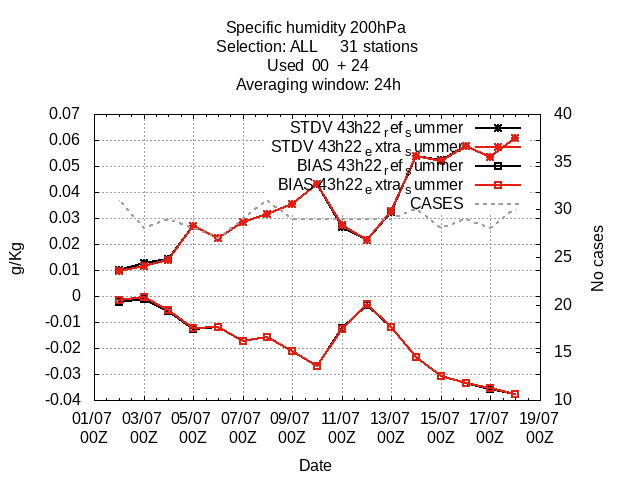 Specific humidity 200hPa
Selection: ALL 31 stations
Used 00 + 24
Averaging window: 24h
0.07
0.06
0.05
0.04
0.03
0.02
0.01
0
-0.01
-0.02
-0.03
-0.04
g/Kg
STDV 43h22refsummer
STDV 43h22extrasummer
BIAS 43h22refsummer
BIAS 43h22extrasummer
CASES
40
35
30
25
20
15
10
No cases
01/07 03/07 05/07 07/07 09/07 11/07 13/07 15/07 17/07 19/07
00Z 00Z 00Z 00Z 00Z 00Z 00Z 00Z 00Z 00Z
Date